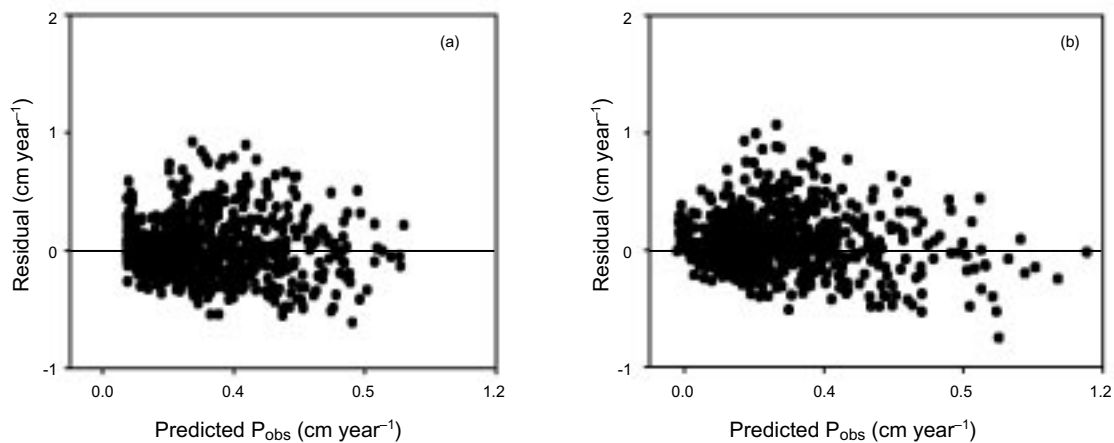 2
(a)
1
Residual (cm year⁻¹)
0
-1
0.0 0.4 0.5 1.2
Predicted P_obs (cm year⁻¹)
2
(b)
1
Residual (cm year⁻¹)
0
-1
0.0 0.4 0.5 1.2
Predicted P_obs (cm year⁻¹)